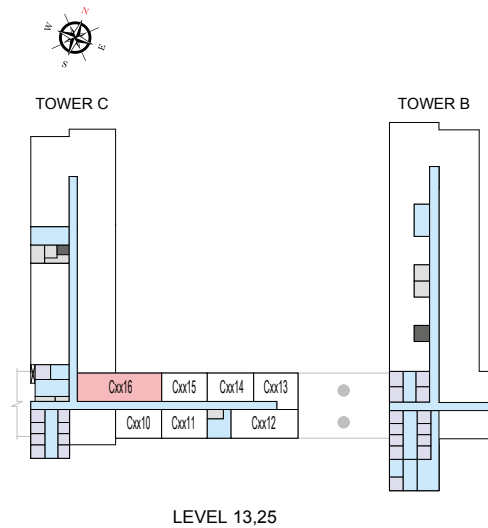 N
W
E
S
TOWER C
TOWER B
Cxx16 Cxx15 Cxx14 Cxx13
Cxx10 Cxx11 Cxx12
LEVEL 13,25